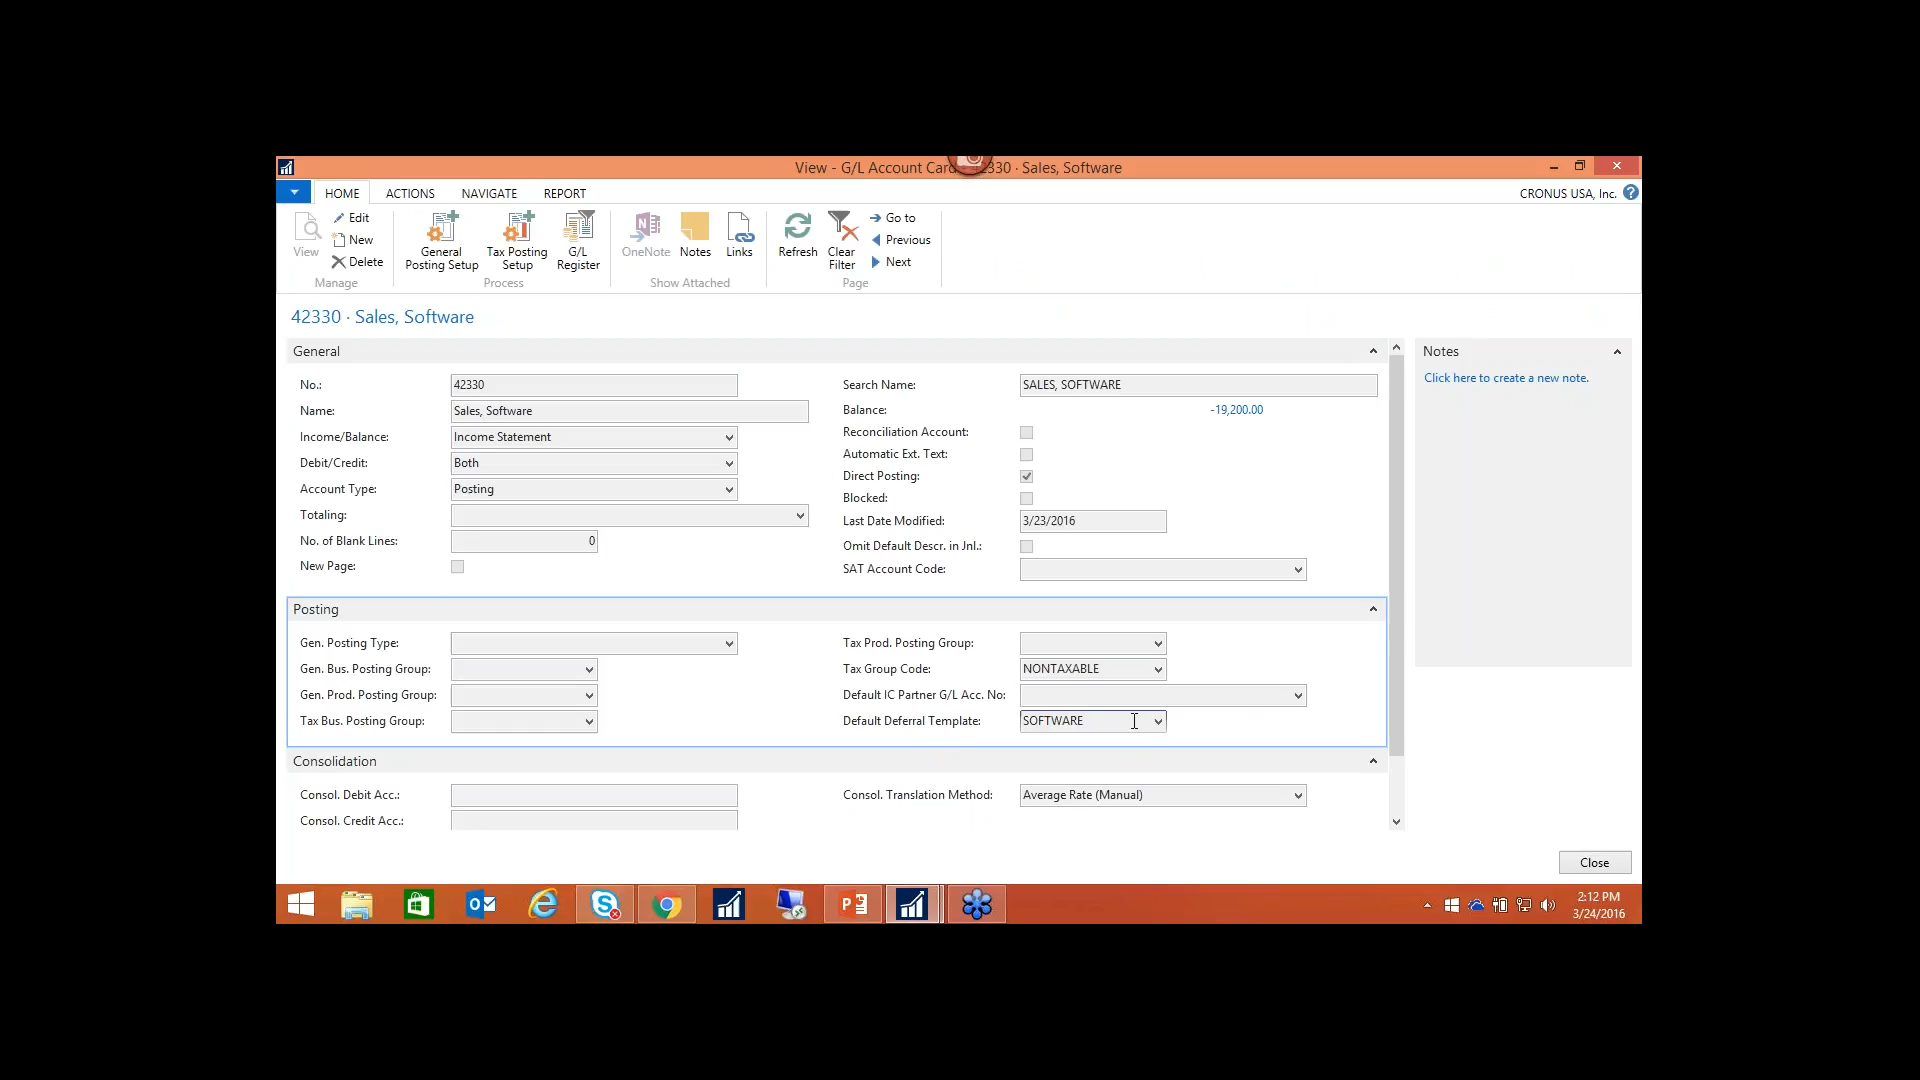 View - G/L Account Card 42330 · Sales, Software
HOME ACTIONS NAVIGATE REPORT
CRONUS USA, Inc. ?
View
Edit
New
Delete
Manage
General Posting Setup
Tax Posting Setup
G/L Register
Process
OneNote
Notes
Links
Show Attached
Refresh
Clear Filter
Go to
Previous
Next
Page
42330 · Sales, Software
General
No.: 42330
Name: Sales, Software
Income/Balance: Income Statement
Debit/Credit: Both
Account Type: Posting
Totaling:
No. of Blank Lines: 0
New Page:
Search Name: SALES, SOFTWARE
Balance: -19,200.00
Reconciliation Account:
Automatic Ext. Text:
Direct Posting:
Blocked:
Last Date Modified: 3/23/2016
Omit Default Descr. in Jnl.:
SAT Account Code:
Posting
Gen. Posting Type:
Gen. Bus. Posting Group:
Gen. Prod. Posting Group:
Tax Bus. Posting Group:
Tax Prod. Posting Group:
Tax Group Code: NONTAXABLE
Default IC Partner G/L Acc. No:
Default Deferral Template: SOFTWARE
Consolidation
Consol. Debit Acc.:
Consol. Credit Acc.:
Consol. Translation Method: Average Rate (Manual)
Notes
Click here to create a new note.
Close
2:12 PM
3/24/2016